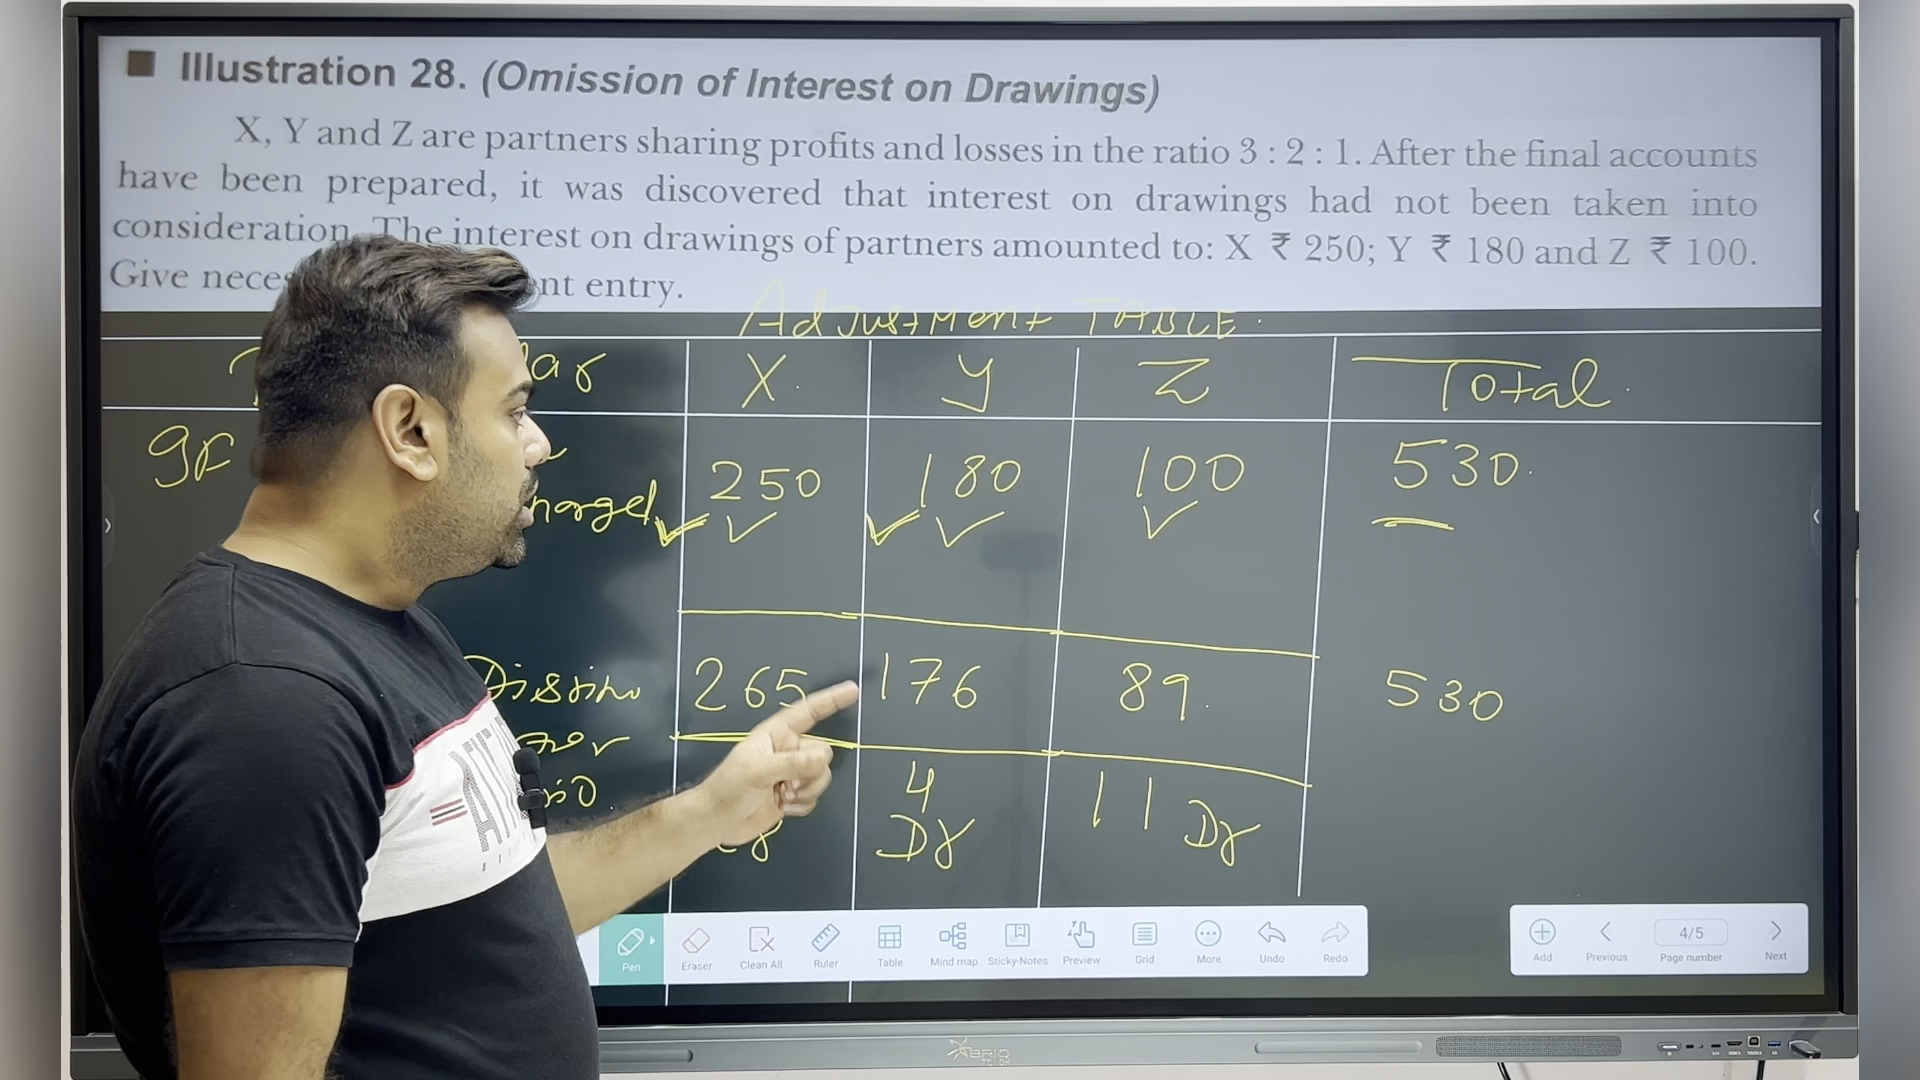 ■ Illustration 28. (Omission of Interest on Drawings)
X, Y and Z are partners sharing profits and losses in the ratio 3 : 2 : 1. After the final accounts
have been prepared, it was discovered that interest on drawings had not been taken into
consideration. The interest on drawings of partners amounted to: X ₹ 250; Y ₹ 180 and Z ₹ 100.
Give nece nt entry.
Adjustment TABLE.
X. Y Z Total.
250 180 100 530.
265 176 89. 530
4 11 Dr
Dr
Pen Eraser Clean All Ruler Table Mind map Sticky-Notes Preview Grid More Undo Redo
Add Previous 4/5 Page number Next